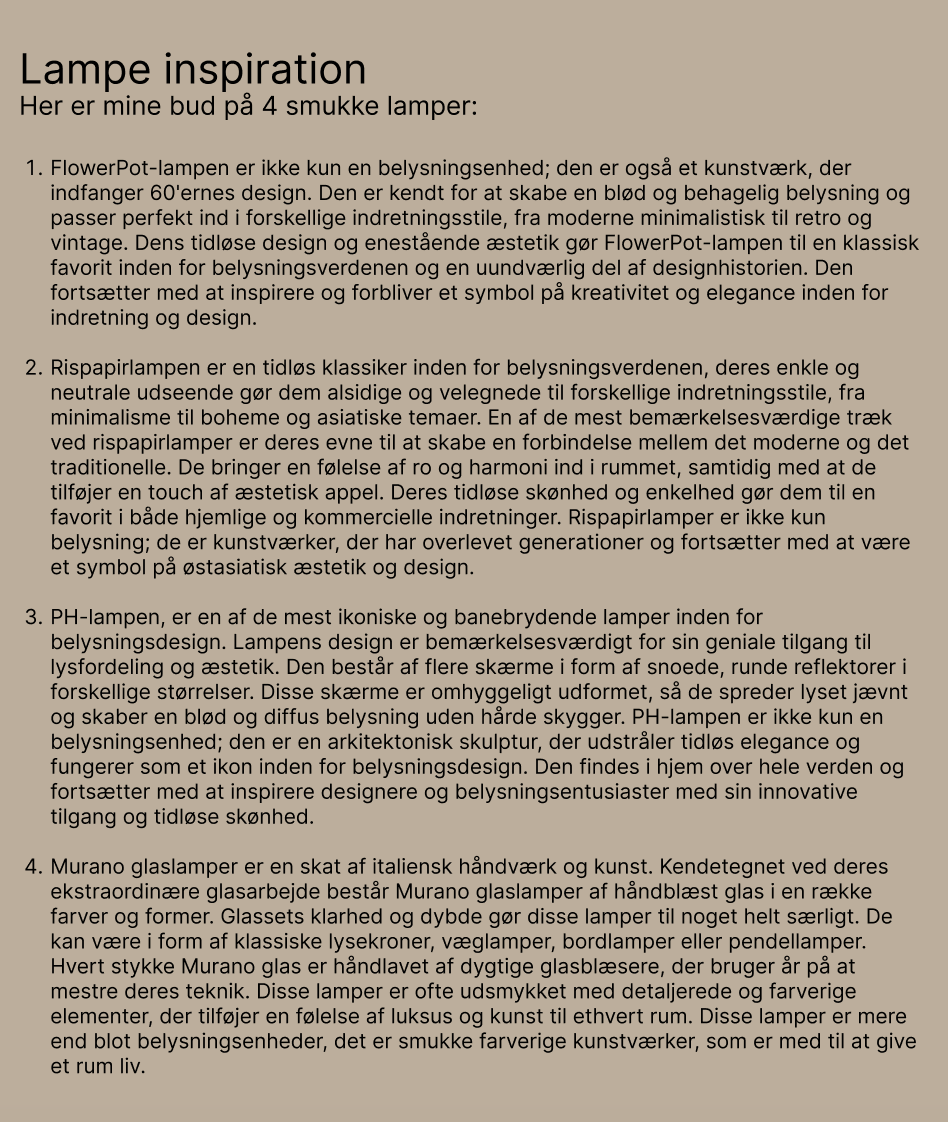 Lampe inspiration
Her er mine bud på 4 smukke lamper:
1. FlowerPot-lampen er ikke kun en belysningsenhed; den er også et kunstværk, der
indfanger 60'ernes design. Den er kendt for at skabe en blød og behagelig belysning og
passer perfekt ind i forskellige indretningsstile, fra moderne minimalistisk til retro og
vintage. Dens tidløse design og enestående æstetik gør FlowerPot-lampen til en klassisk
favorit inden for belysningsverdenen og en uundværlig del af designhistorien. Den
fortsætter med at inspirere og forbliver et symbol på kreativitet og elegance inden for
indretning og design.
2. Rispapirlampen er en tidløs klassiker inden for belysningsverdenen, deres enkle og
neutrale udseende gør dem alsidige og velegnede til forskellige indretningsstile, fra
minimalisme til boheme og asiatiske temaer. En af de mest bemærkelsesværdige træk
ved rispapirlamper er deres evne til at skabe en forbindelse mellem det moderne og det
traditionelle. De bringer en følelse af ro og harmoni ind i rummet, samtidig med at de
tilføjer en touch af æstetisk appel. Deres tidløse skønhed og enkelhed gør dem til en
favorit i både hjemlige og kommercielle indretninger. Rispapirlamper er ikke kun
belysning; de er kunstværker, der har overlevet generationer og fortsætter med at være
et symbol på østasiatisk æstetik og design.
3. PH-lampen, er en af de mest ikoniske og banebrydende lamper inden for
belysningsdesign. Lampens design er bemærkelsesværdigt for sin geniale tilgang til
lysfordeling og æstetik. Den består af flere skærme i form af snoede, runde reflektorer i
forskellige størrelser. Disse skærme er omhyggeligt udformet, så de spreder lyset jævnt
og skaber en blød og diffus belysning uden hårde skygger. PH-lampen er ikke kun en
belysningsenhed; den er en arkitektonisk skulptur, der udstråler tidløs elegance og
fungerer som et ikon inden for belysningsdesign. Den findes i hjem over hele verden og
fortsætter med at inspirere designere og belysningsentusiaster med sin innovative
tilgang og tidløse skønhed.
4. Murano glaslamper er en skat af italiensk håndværk og kunst. Kendetegnet ved deres
ekstraordinære glasarbejde består Murano glaslamper af håndblæst glas i en række
farver og former. Glassets klarhed og dybde gør disse lamper til noget helt særligt. De
kan være i form af klassiske lysekroner, væglamper, bordlamper eller pendellamper.
Hvert stykke Murano glas er håndlavet af dygtige glasblæsere, der bruger år på at
mestre deres teknik. Disse lamper er ofte udsmykket med detaljerede og farverige
elementer, der tilføjer en følelse af luksus og kunst til ethvert rum. Disse lamper er mere
end blot belysningsenheder, det er smukke farverige kunstværker, som er med til at give
et rum liv.